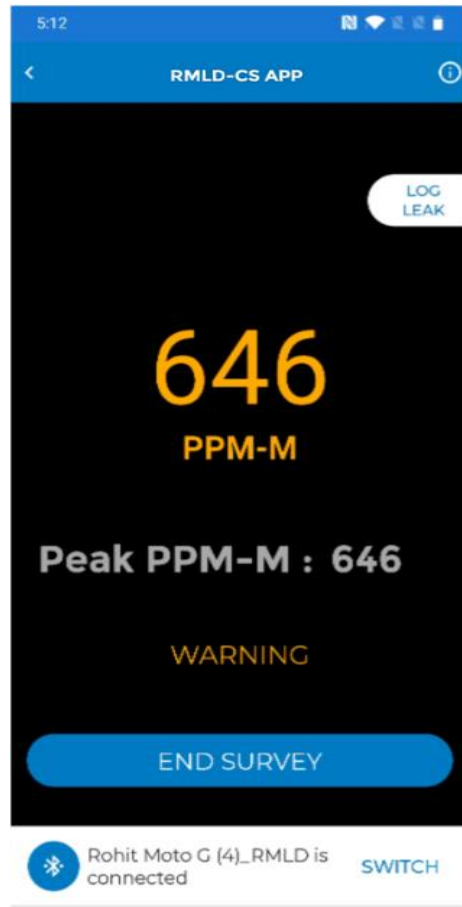 5:12
RMLD-CS APP
LOG
LEAK
646
PPM-M
Peak PPM-M : 646
WARNING
END SURVEY
Rohit Moto G (4)_RMLD is
connected
SWITCH